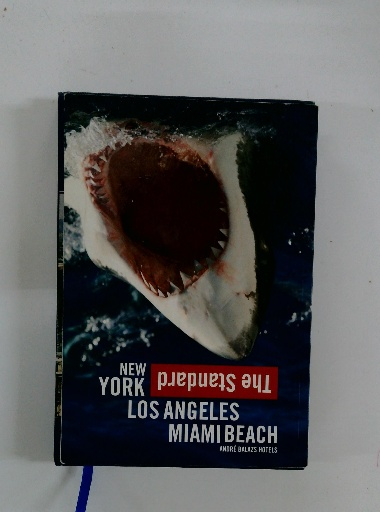 NEW
YORK The Standard
LOS ANGELES
MIAMI BEACH
ANDRÉ BALAZS HOTELS